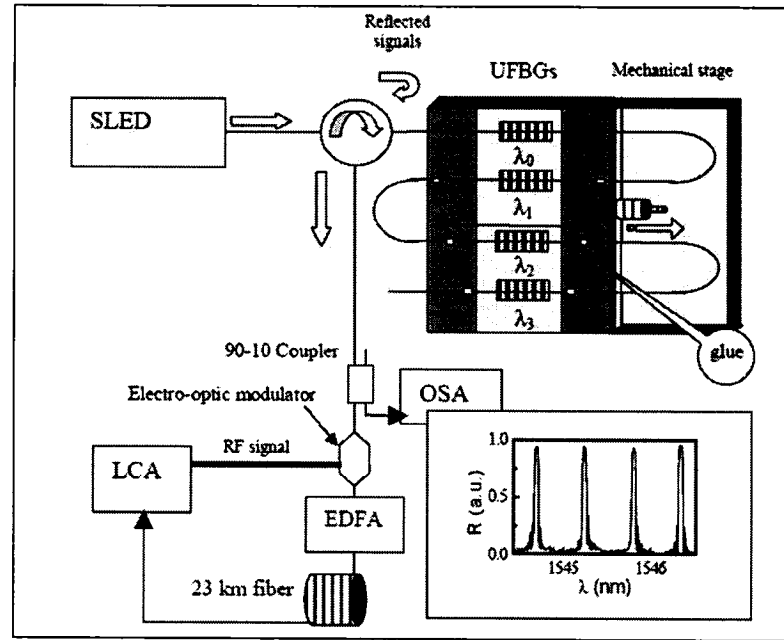 Reflected
signals
UFBGs
Mechanical stage
SLED
λ0
λ1
λ2
λ3
glue
90-10 Coupler
OSA
Electro-optic modulator
RF signal
LCA
EDFA
23 km fiber
R (a.u.)
1.0
0.5
0.0
1545 1546
λ (nm)